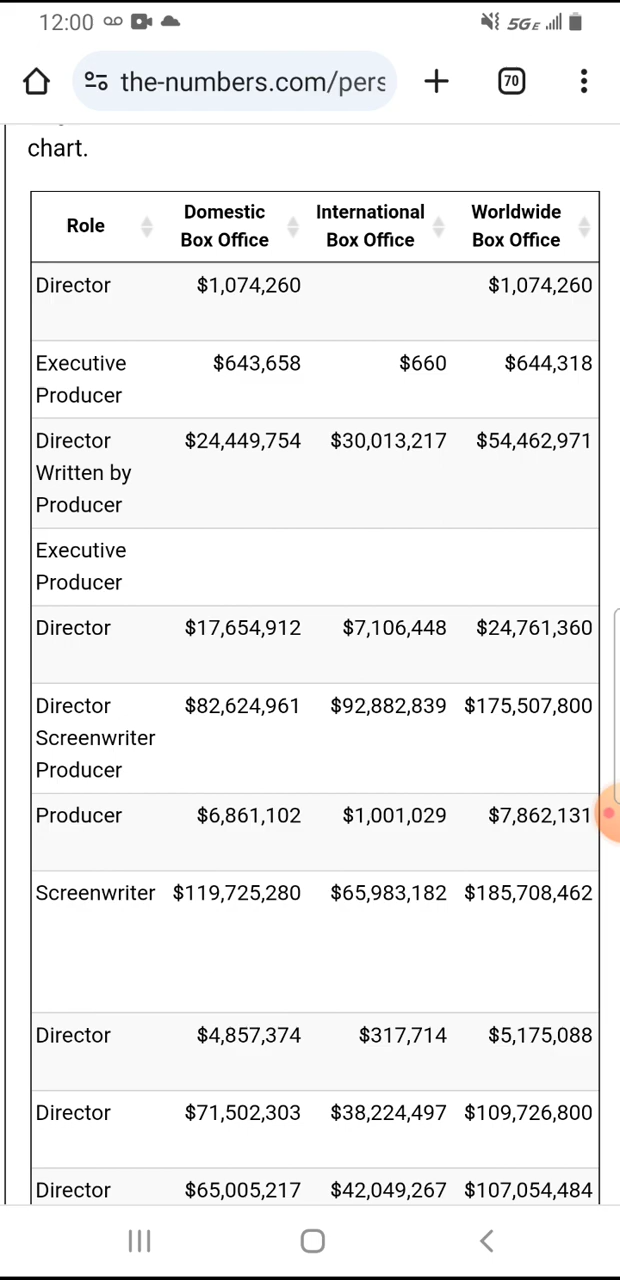 12:00
5GE
the-numbers.com/pers
70
chart.
Role Domestic Box Office International Box Office Worldwide Box Office
Director $1,074,260 $1,074,260
Executive $643,658 $660 $644,318
Producer
Director $24,449,754 $30,013,217 $54,462,971
Written by
Producer
Executive
Producer
Director $17,654,912 $7,106,448 $24,761,360
Director $82,624,961 $92,882,839 $175,507,800
Screenwriter
Producer
Producer $6,861,102 $1,001,029 $7,862,131
Screenwriter $119,725,280 $65,983,182 $185,708,462
Director $4,857,374 $317,714 $5,175,088
Director $71,502,303 $38,224,497 $109,726,800
Director $65,005,217 $42,049,267 $107,054,484